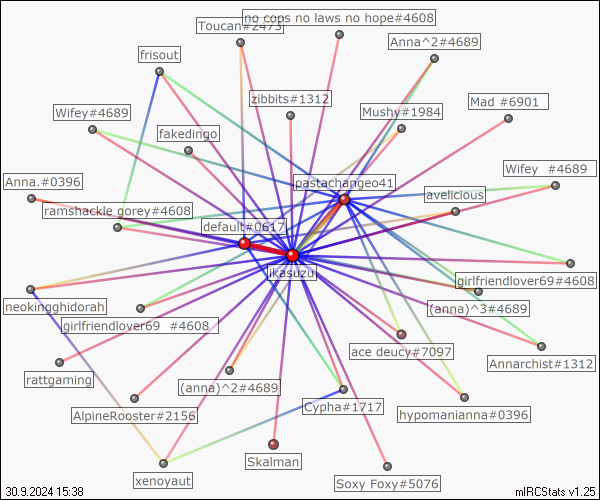 no cops no laws no hope#4608
Toucan#2473
Anna^2#4689
frisout
zibbits#1312
Mad #6901
Wifey#4689
Mushy#1984
fakedingo
Wifey  #4689
Anna.#0396
pastachangeo41
avelicious
ramshackle gorey#4608
default#0617
ikasuzu
girlfriendlover69#4608
neokingghidorah
(anna)^3#4689
girlfriendlover69  #4608
ace deucy#7097
Annarchist#1312
rattgaming
(anna)^2#4689
AlpineRooster#2156
Cypha#1717
hypomanianna#0396
Skalman
xenoyaut
Soxy Foxy#5076
30.9.2024 15:38
mIRCStats v1.25